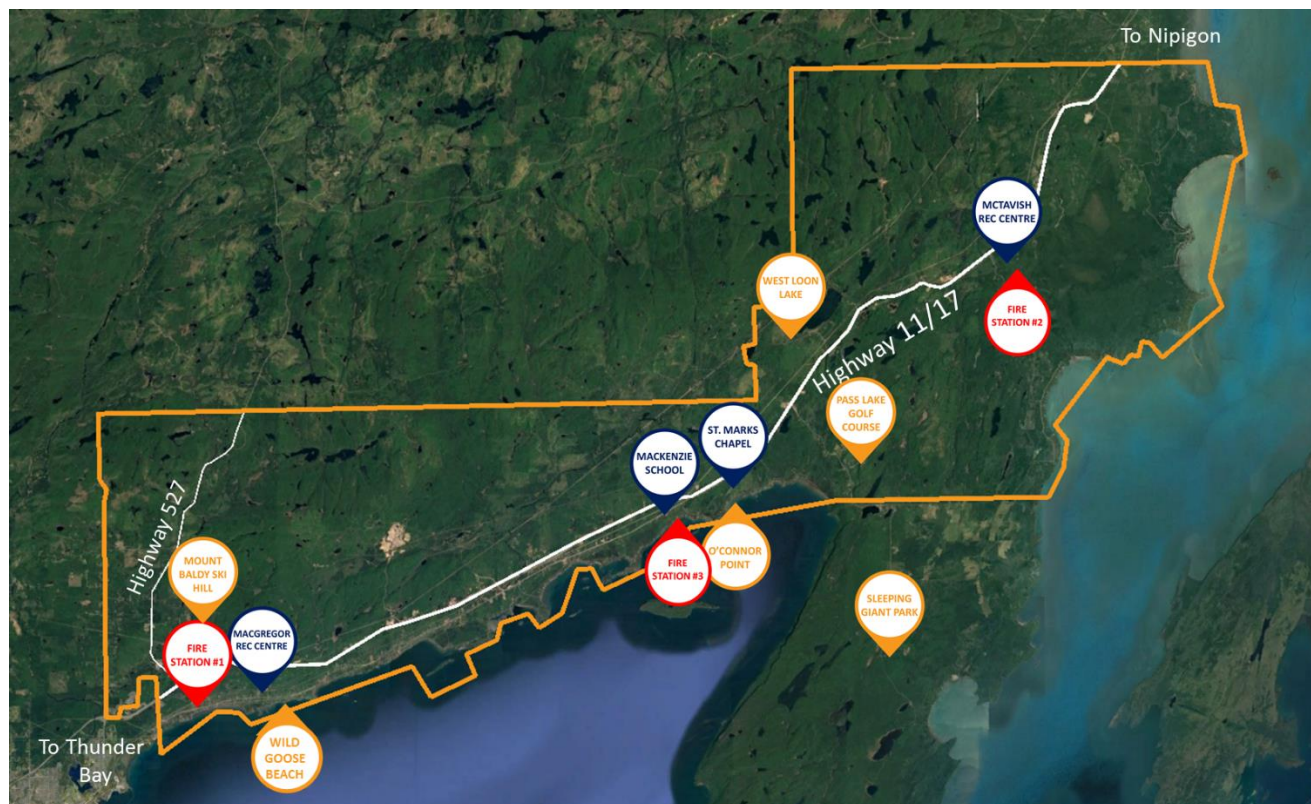 To Nipigon
MCTAVISH
REC CENTRE
WEST LOON
LAKE
FIRE
STATION #2
Highway 11/17
PASS LAKE
GOLF
COURSE
ST. MARKS
CHAPEL
MACKENZIE
SCHOOL
Highway 527
O'CONNOR
POINT
FIRE
STATION #3
MOUNT
BALDY SKI
HILL
SLEEPING
GIANT PARK
MACGREGOR
REC CENTRE
FIRE
STATION #1
To Thunder
Bay
WILD
GOOSE
BEACH